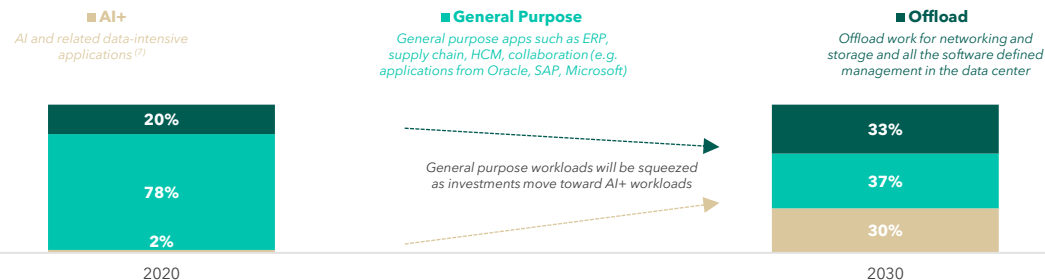 AI+
AI and related data-intensive
applications (7)
General Purpose
General purpose apps such as ERP,
supply chain, HCM, collaboration (e.g.
applications from Oracle, SAP, Microsoft)
Offload
Offload work for networking and
storage and all the software defined
management in the data center
20%
78%
2%
General purpose workloads will be squeezed
as investments move toward AI+ workloads
33%
37%
30%
2020
2030